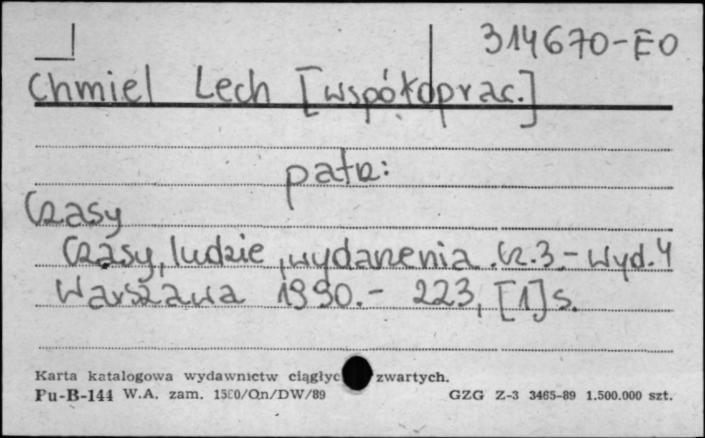 314670-EO
Chmiel Lech [współoprac.]
patrz:
Czasy
Czasy, ludzie, wydarzenia. Cz.3.- Wyd.4
Warszawa 1990.- 223, [1] s.
Karta katalogowa wydawnictw ciągłyc zwartych.
Pu-B-144 W.A. zam. 1580/Qn/DW/89 GZG Z-3 3465-89 1.500.000 szt.